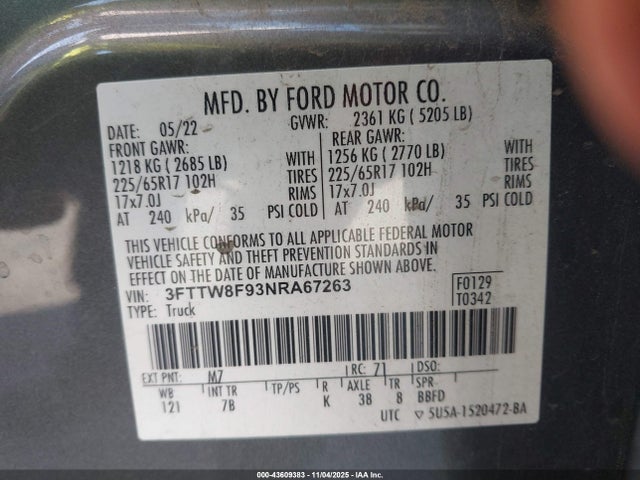 MFD. BY FORD MOTOR CO.
DATE: 05/22 GVWR: 2361 KG ( 5205 LB)
FRONT GAWR: REAR GAWR:
1218 KG ( 2685 LB) WITH 1256 KG ( 2770 LB) WITH
225/65R17 102H TIRES 225/65R17 102H TIRES
17x7.0J RIMS 17x7.0J RIMS
AT 240 kPa/ 35 PSI COLD AT 240 kPa/ 35 PSI COLD
THIS VEHICLE CONFORMS TO ALL APPLICABLE FEDERAL MOTOR
VEHICLE SAFETY AND THEFT PREVENTION STANDARDS IN
EFFECT ON THE DATE OF MANUFACTURE SHOWN ABOVE.
VIN: 3FTTW8F93NRA67263 F0129
TYPE: Truck T0342
EXT PNT: M7 RC: 71 DSO:
WB INT TR TP/PS R AXLE TR SPR
121 7B K 38 8 BBFD
UTC ▽ 5U5A-1520472-BA
000-43609383 - 11/04/2025 - IAA Inc.